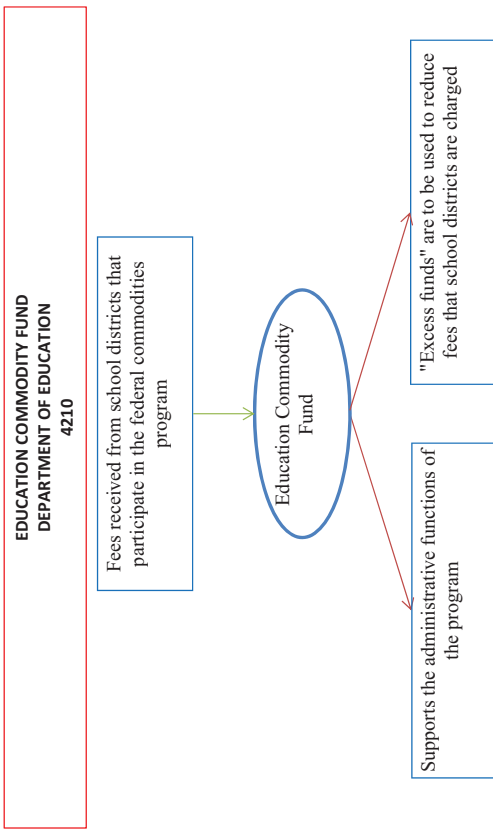 EDUCATION COMMODITY FUND
DEPARTMENT OF EDUCATION
4210
Fees received from school districts that
participate in the federal commodities
program
Education Commodity
Fund
Supports the administrative functions of
the program
"Excess funds" are to be used to reduce
fees that school districts are charged